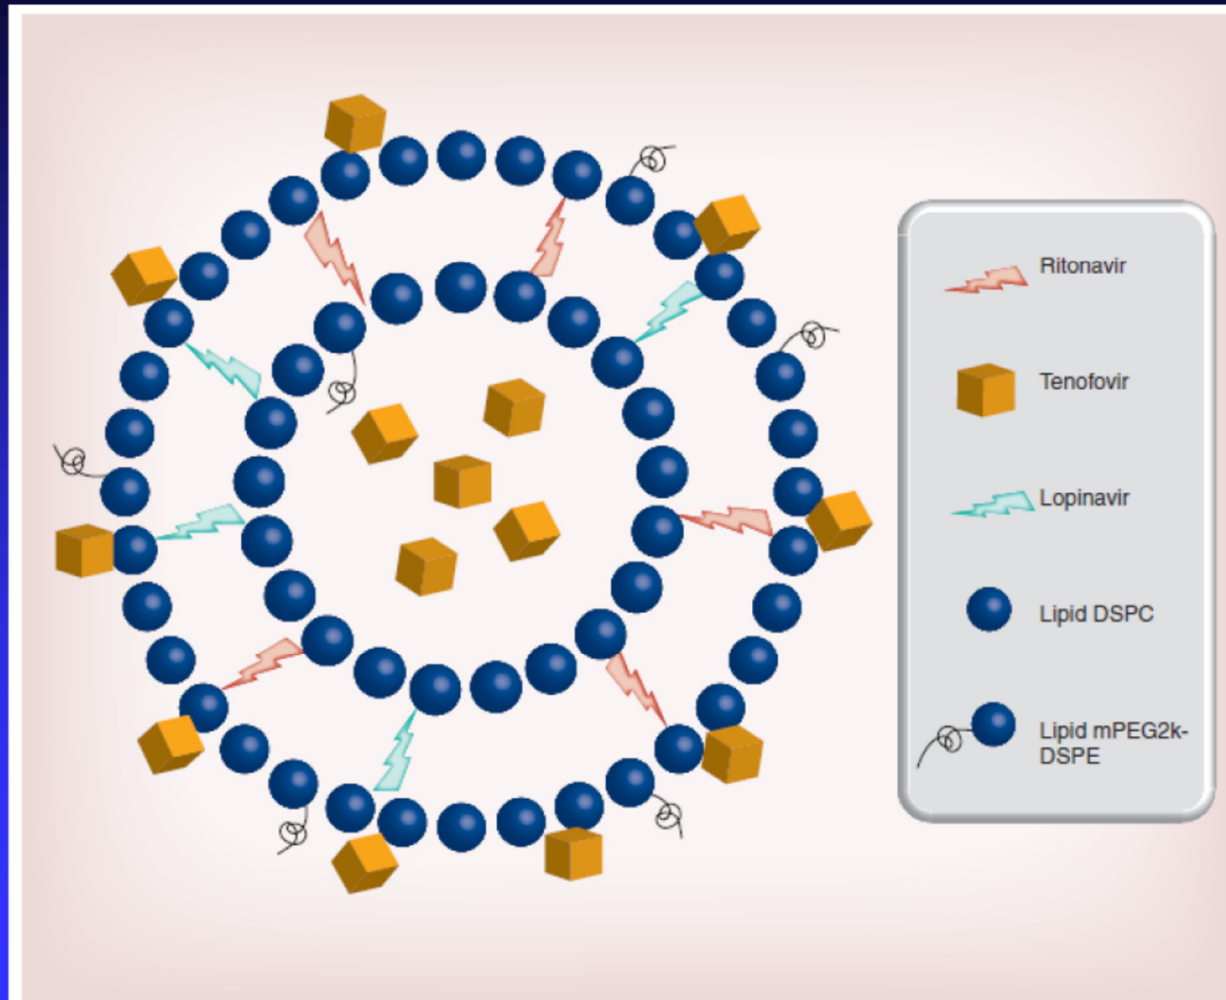 Ritonavir
Tenofovir
Lopinavir
Lipid DSPC
Lipid mPEG2k-
DSPE